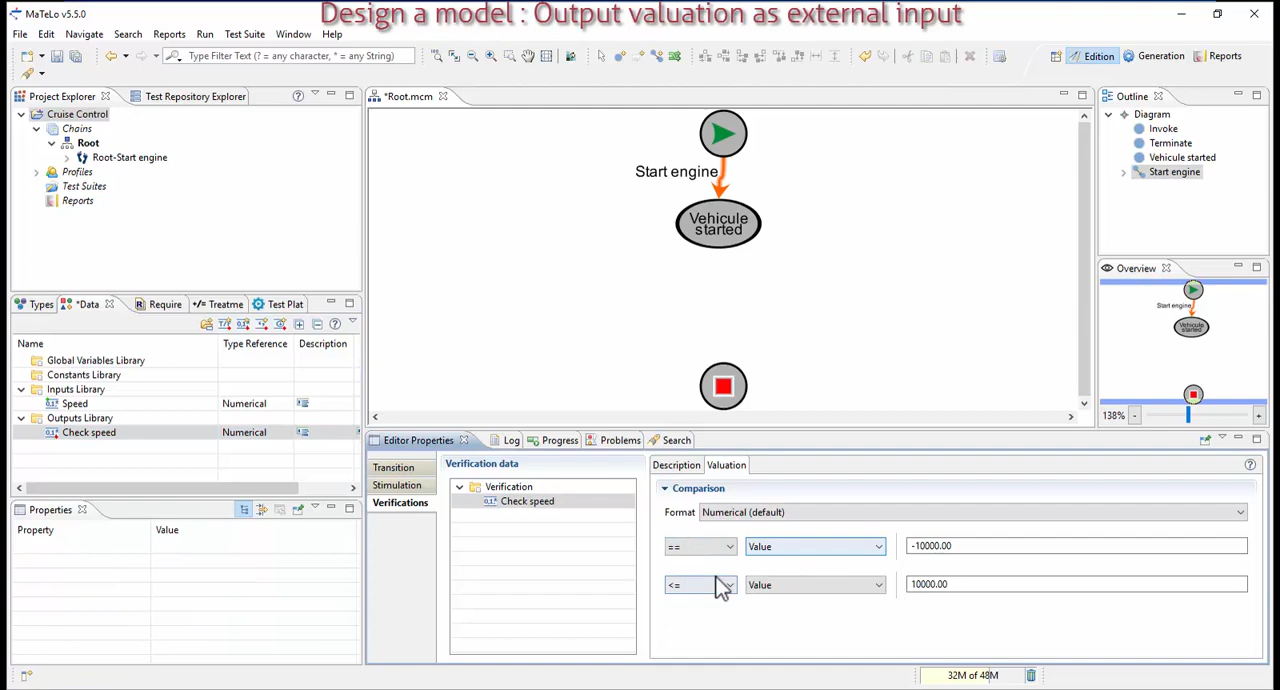 Design a model : Output valuation as external input
MaTeLo v5.5.0
File Edit Navigate Search Reports Run Test Suite Window Help
Type Filter Text (? = any character, * = any String)
Edition Generation Reports
Project Explorer Test Repository Explorer
Cruise Control
Chains
Root
Root-Start engine
Profiles
Test Suites
Reports
*Root.mcm
Start engine
Vehicule
started
Outline
Diagram
Invoke
Terminate
Vehicule started
Start engine
Overview
Start engine
Vehicule
started
138% - +
Types *Data Require +/= Treatme Test Plat
Name Type Reference Description
Global Variables Library
Constants Library
Inputs Library
Speed Numerical
Outputs Library
Check speed Numerical
Properties
Property Value
Editor Properties Log Progress Problems Search
Transition
Stimulation
Verifications
Verification data
Verification
Check speed
Description Valuation
Comparison
Format Numerical (default)
== Value -10000.00
<= Value 10000.00
32M of 48M